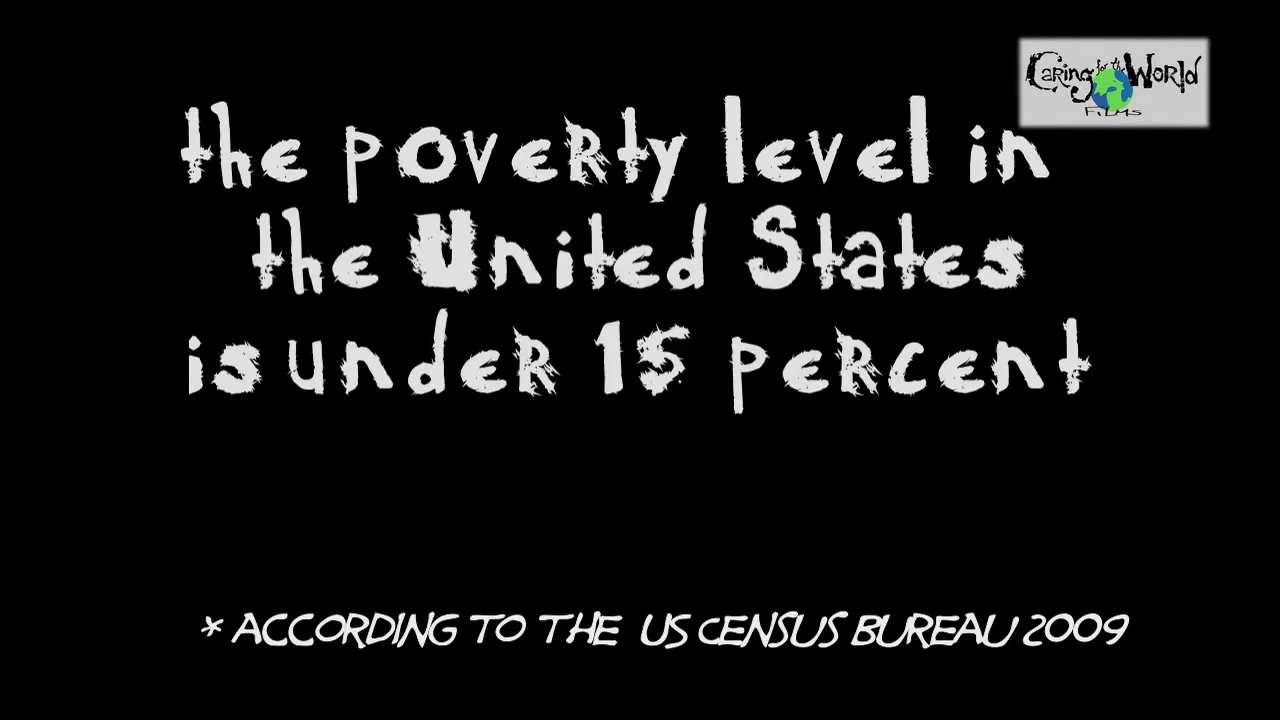 Caring for the World
Films
the poverty level in
the United States
is under 15 percent
* ACCORDING TO THE US CENSUS BUREAU 2009